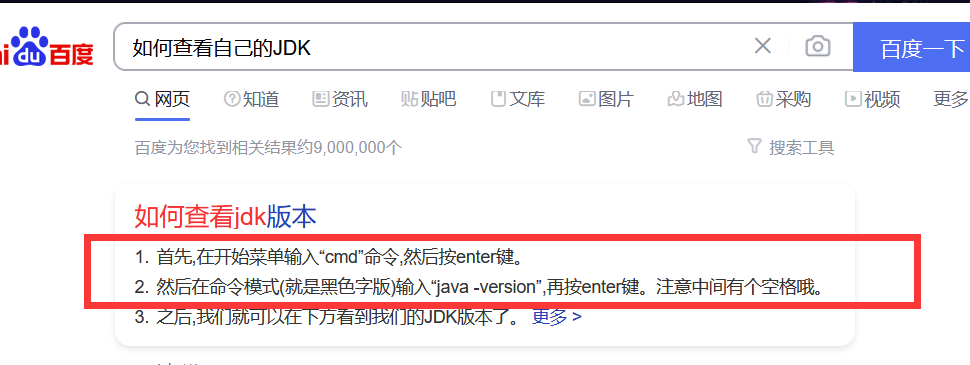 du百度
如何查看自己的JDK
百度一下
网页 知道 资讯 贴吧 文库 图片 地图 采购 视频 更多
百度为您找到相关结果约9,000,000个
搜索工具
如何查看jdk版本
1. 首先,在开始菜单输入“cmd”命令,然后按enter键。
2. 然后在命令模式(就是黑色字版)输入“java -version”,再按enter键。注意中间有个空格哦。
3. 之后,我们就可以在下方看到我们的JDK版本了。 更多 >